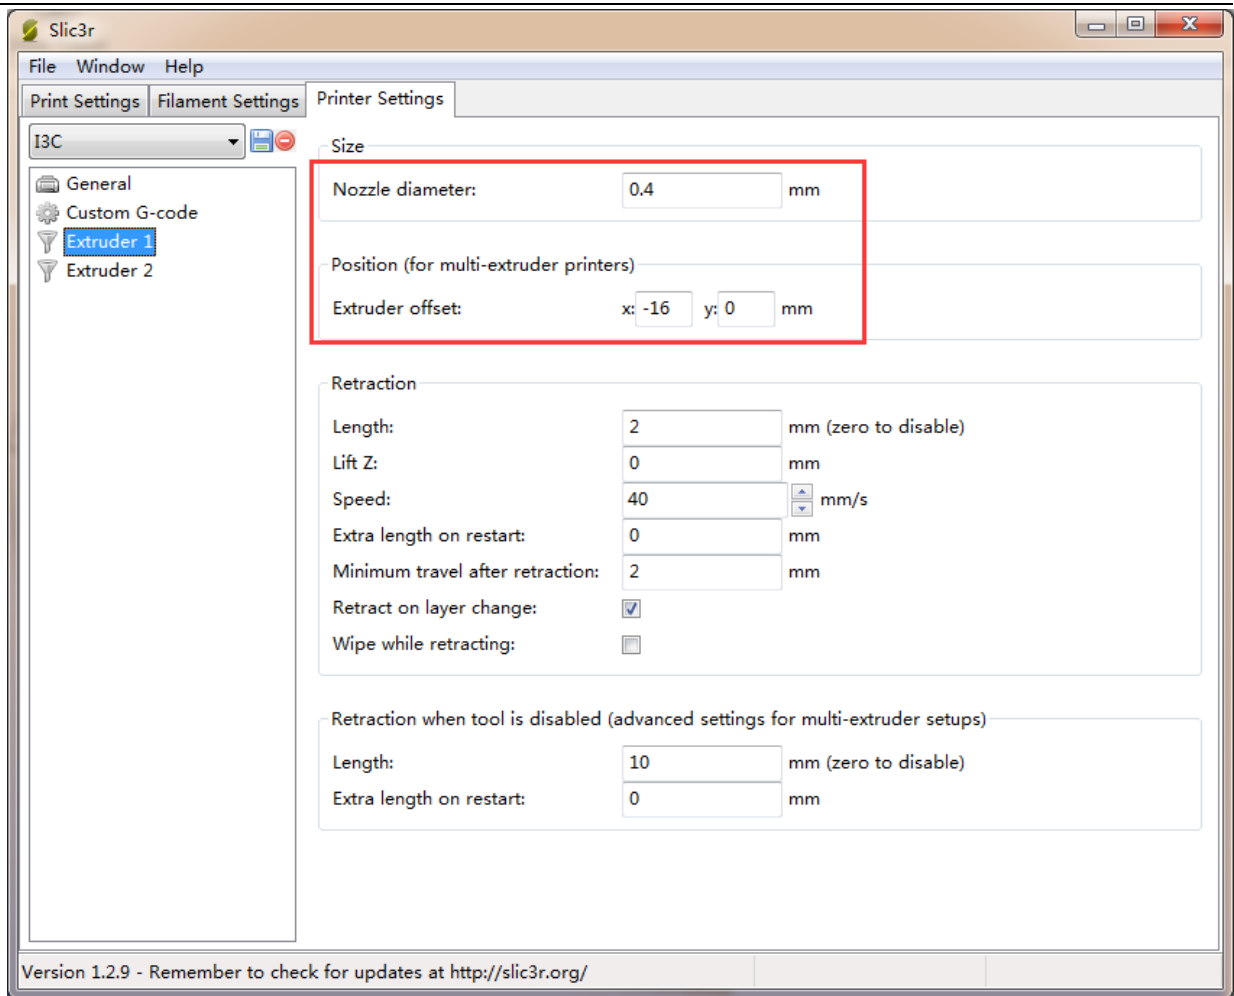 Slic3r
File Window Help
Print Settings Filament Settings Printer Settings
I3C
General
Custom G-code
Extruder 1
Extruder 2
Size
Nozzle diameter: 0.4 mm
Position (for multi-extruder printers)
Extruder offset: x: -16 y: 0 mm
Retraction
Length: 2 mm (zero to disable)
Lift Z: 0 mm
Speed: 40 mm/s
Extra length on restart: 0 mm
Minimum travel after retraction: 2 mm
Retract on layer change:
Wipe while retracting:
Retraction when tool is disabled (advanced settings for multi-extruder setups)
Length: 10 mm (zero to disable)
Extra length on restart: 0 mm
Version 1.2.9 - Remember to check for updates at http://slic3r.org/